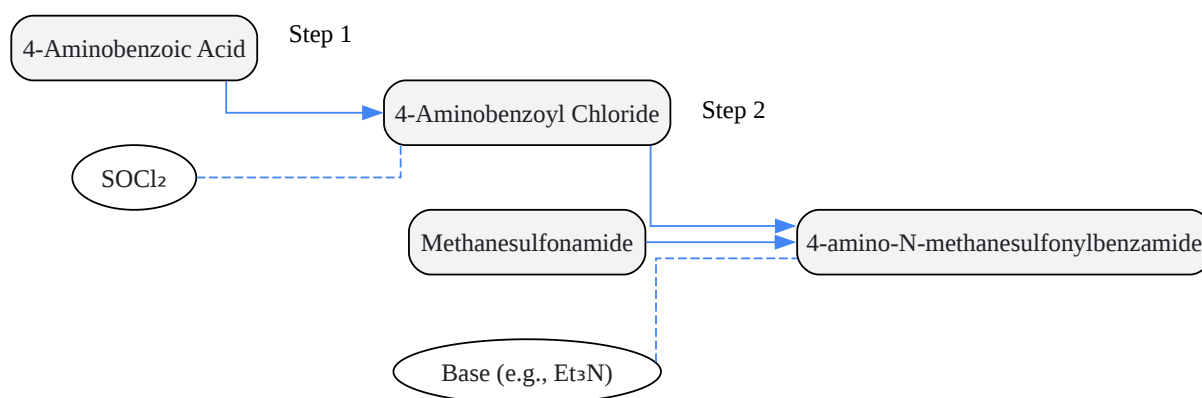 4-Aminobenzoic Acid
Step 1
4-Aminobenzoyl Chloride
Step 2
SOCl₂
Methanesulfonamide
4-amino-N-methanesulfonylbenzamide
Base (e.g., Et₃N)